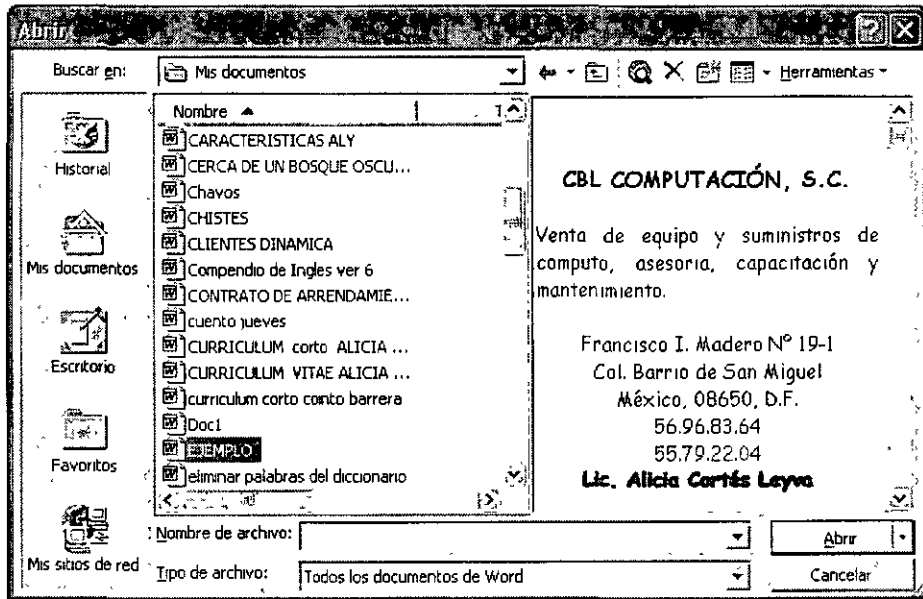 Abrir
Buscar en:
Mis documentos
Herramientas
Historial
Mis documentos
Escritorio
Favoritos
Mis sitios de red
Nombre
CARACTERISTICAS ALY
CERCA DE UN BOSQUE OSCU...
Chavos
CHISTES
CLIENTES DINAMICA
Compendio de Ingles ver 6
CONTRATO DE ARRENDAMIE...
cuento jueves
CURRICULUM corto ALICIA ...
CURRICULUM VITAE ALICIA ...
curriculum corto cointo barrera
Doc1
EJEMPLO
eliminar palabras del diccionario
CBL COMPUTACIÓN, S.C.
Venta de equipo y suministros de
computo, asesoria, capacitación y
mantenimiento.
Francisco I. Madero Nº 19-1
Col. Barrio de San Miguel
México, 08650, D.F.
56.96.83.64
55.79.22.04
Lic. Alicia Cortés Leyva
Nombre de archivo:
Abrir
Tipo de archivo:
Todos los documentos de Word
Cancelar